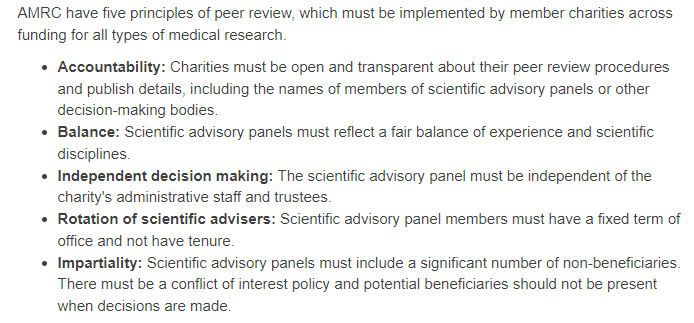 AMRC have five principles of peer review, which must be implemented by member charities across
funding for all types of medical research.
• Accountability: Charities must be open and transparent about their peer review procedures
and publish details, including the names of members of scientific advisory panels or other
decision-making bodies.
• Balance: Scientific advisory panels must reflect a fair balance of experience and scientific
disciplines.
• Independent decision making: The scientific advisory panel must be independent of the
charity's administrative staff and trustees.
• Rotation of scientific advisers: Scientific advisory panel members must have a fixed term of
office and not have tenure.
• Impartiality: Scientific advisory panels must include a significant number of non-beneficiaries.
There must be a conflict of interest policy and potential beneficiaries should not be present
when decisions are made.